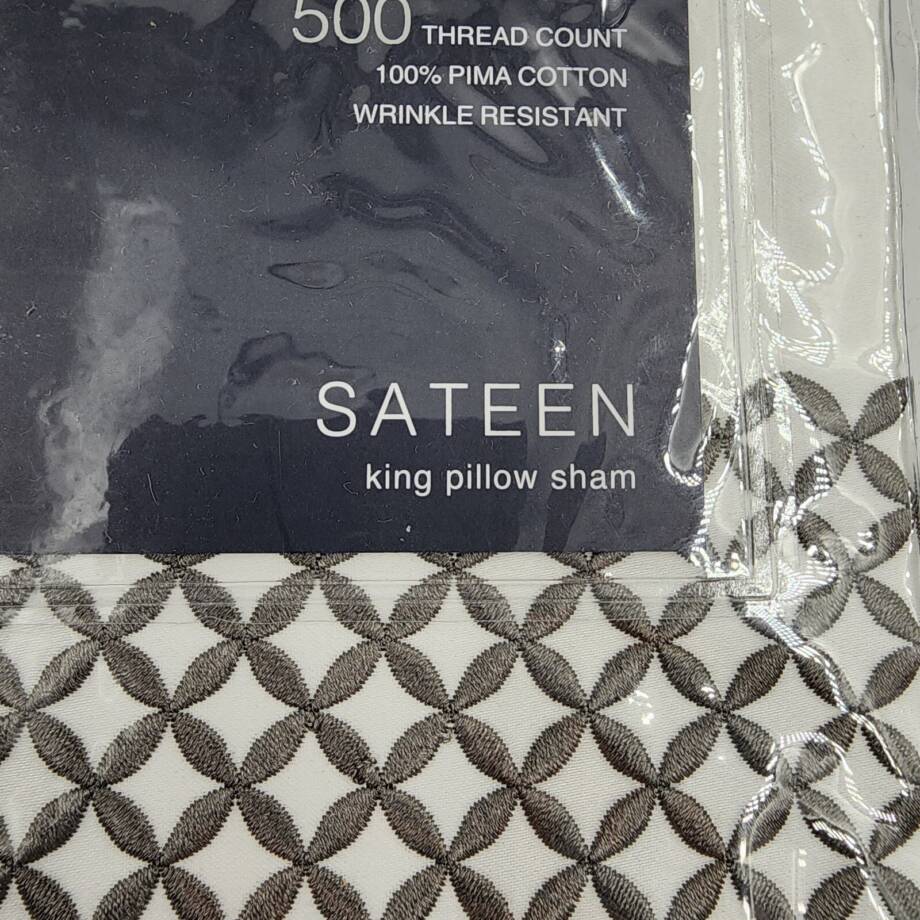 500 THREAD COUNT
100% PIMA COTTON
WRINKLE RESISTANT
SATEEN
king pillow sham